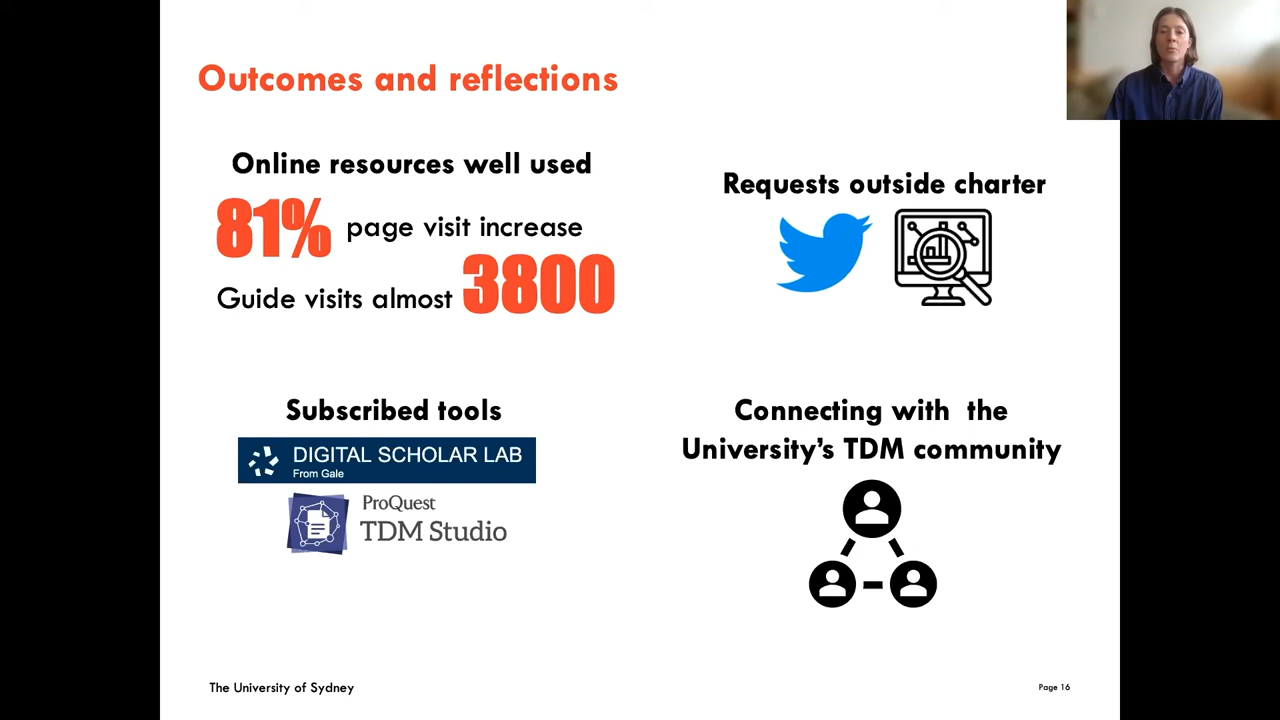 Outcomes and reflections
Online resources well used
81% page visit increase
Guide visits almost 3800
Requests outside charter
Subscribed tools
DIGITAL SCHOLAR LAB
From Gale
ProQuest
TDM Studio
Connecting with the
University's TDM community
The University of Sydney
Page 16